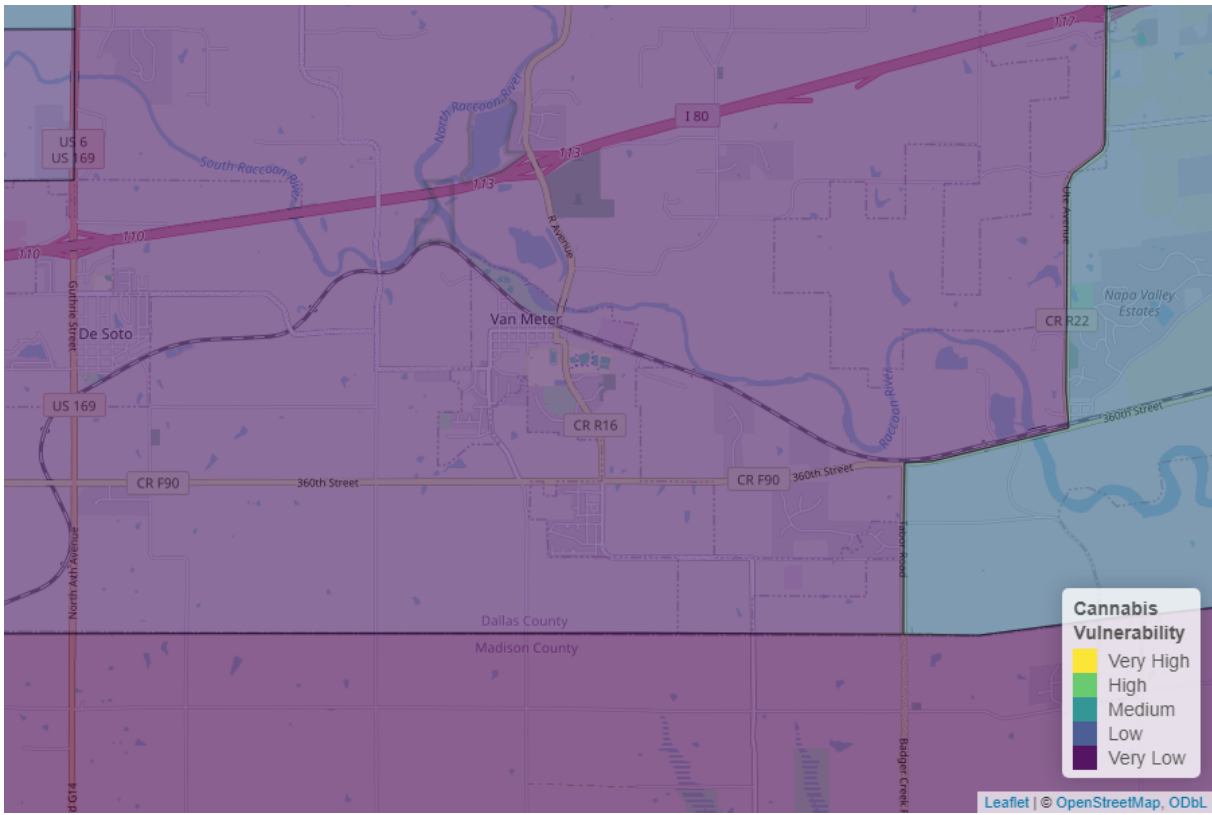 117
North Raccoon River
I 80
US 6
US 169
113
South Raccoon River
113
Ute Avenue
R Avenue
110
110
Guthrie Street
Napa Valley
Estates
Van Meter
CR R22
De Soto
Raccoon River
US 169
360th Street
CR R16
CR F90
360th Street
CR F90
360th Street
North Ath Avenue
Tabor Road
Dallas County
Madison County
Badger Creek R
d G14
Cannabis
Vulnerability
Very High
High
Medium
Low
Very Low
Leaflet | © OpenStreetMap, ODbL